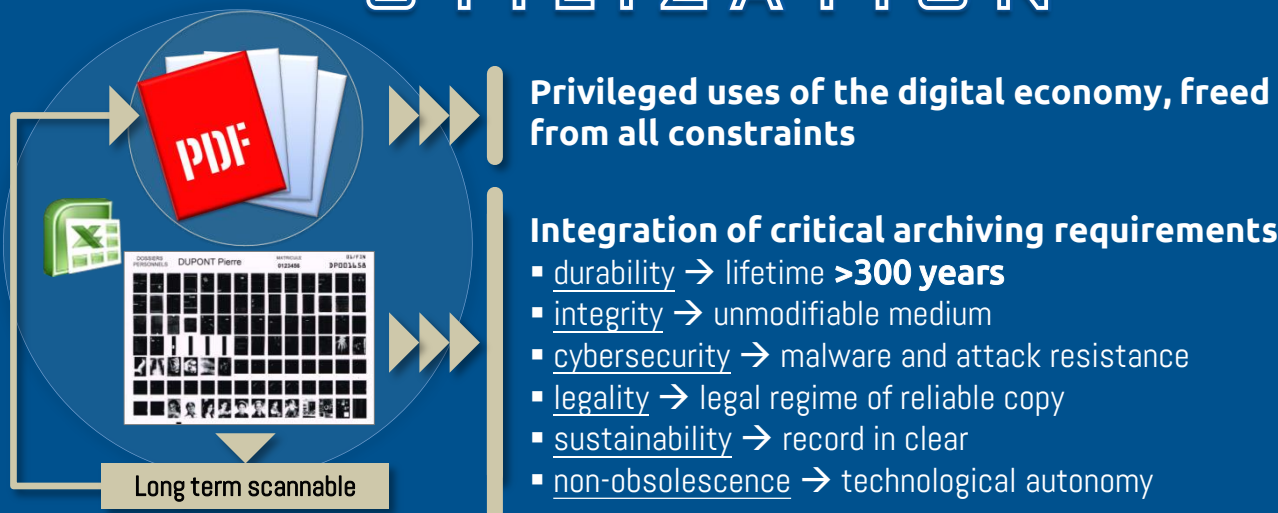 UTILIZATION
PDF
Privileged uses of the digital economy, freed
from all constraints
X
DOSSIERS
PERSONNELS
DUPONT Pierre
MATRICULE
0123456
DP001458
Integration of critical archiving requirements
▪ durability → lifetime >300 years
▪ integrity → unmodifiable medium
▪ cybersecurity → malware and attack resistance
▪ legality → legal regime of reliable copy
▪ sustainability → record in clear
▪ non-obsolescence → technological autonomy
Long term scannable